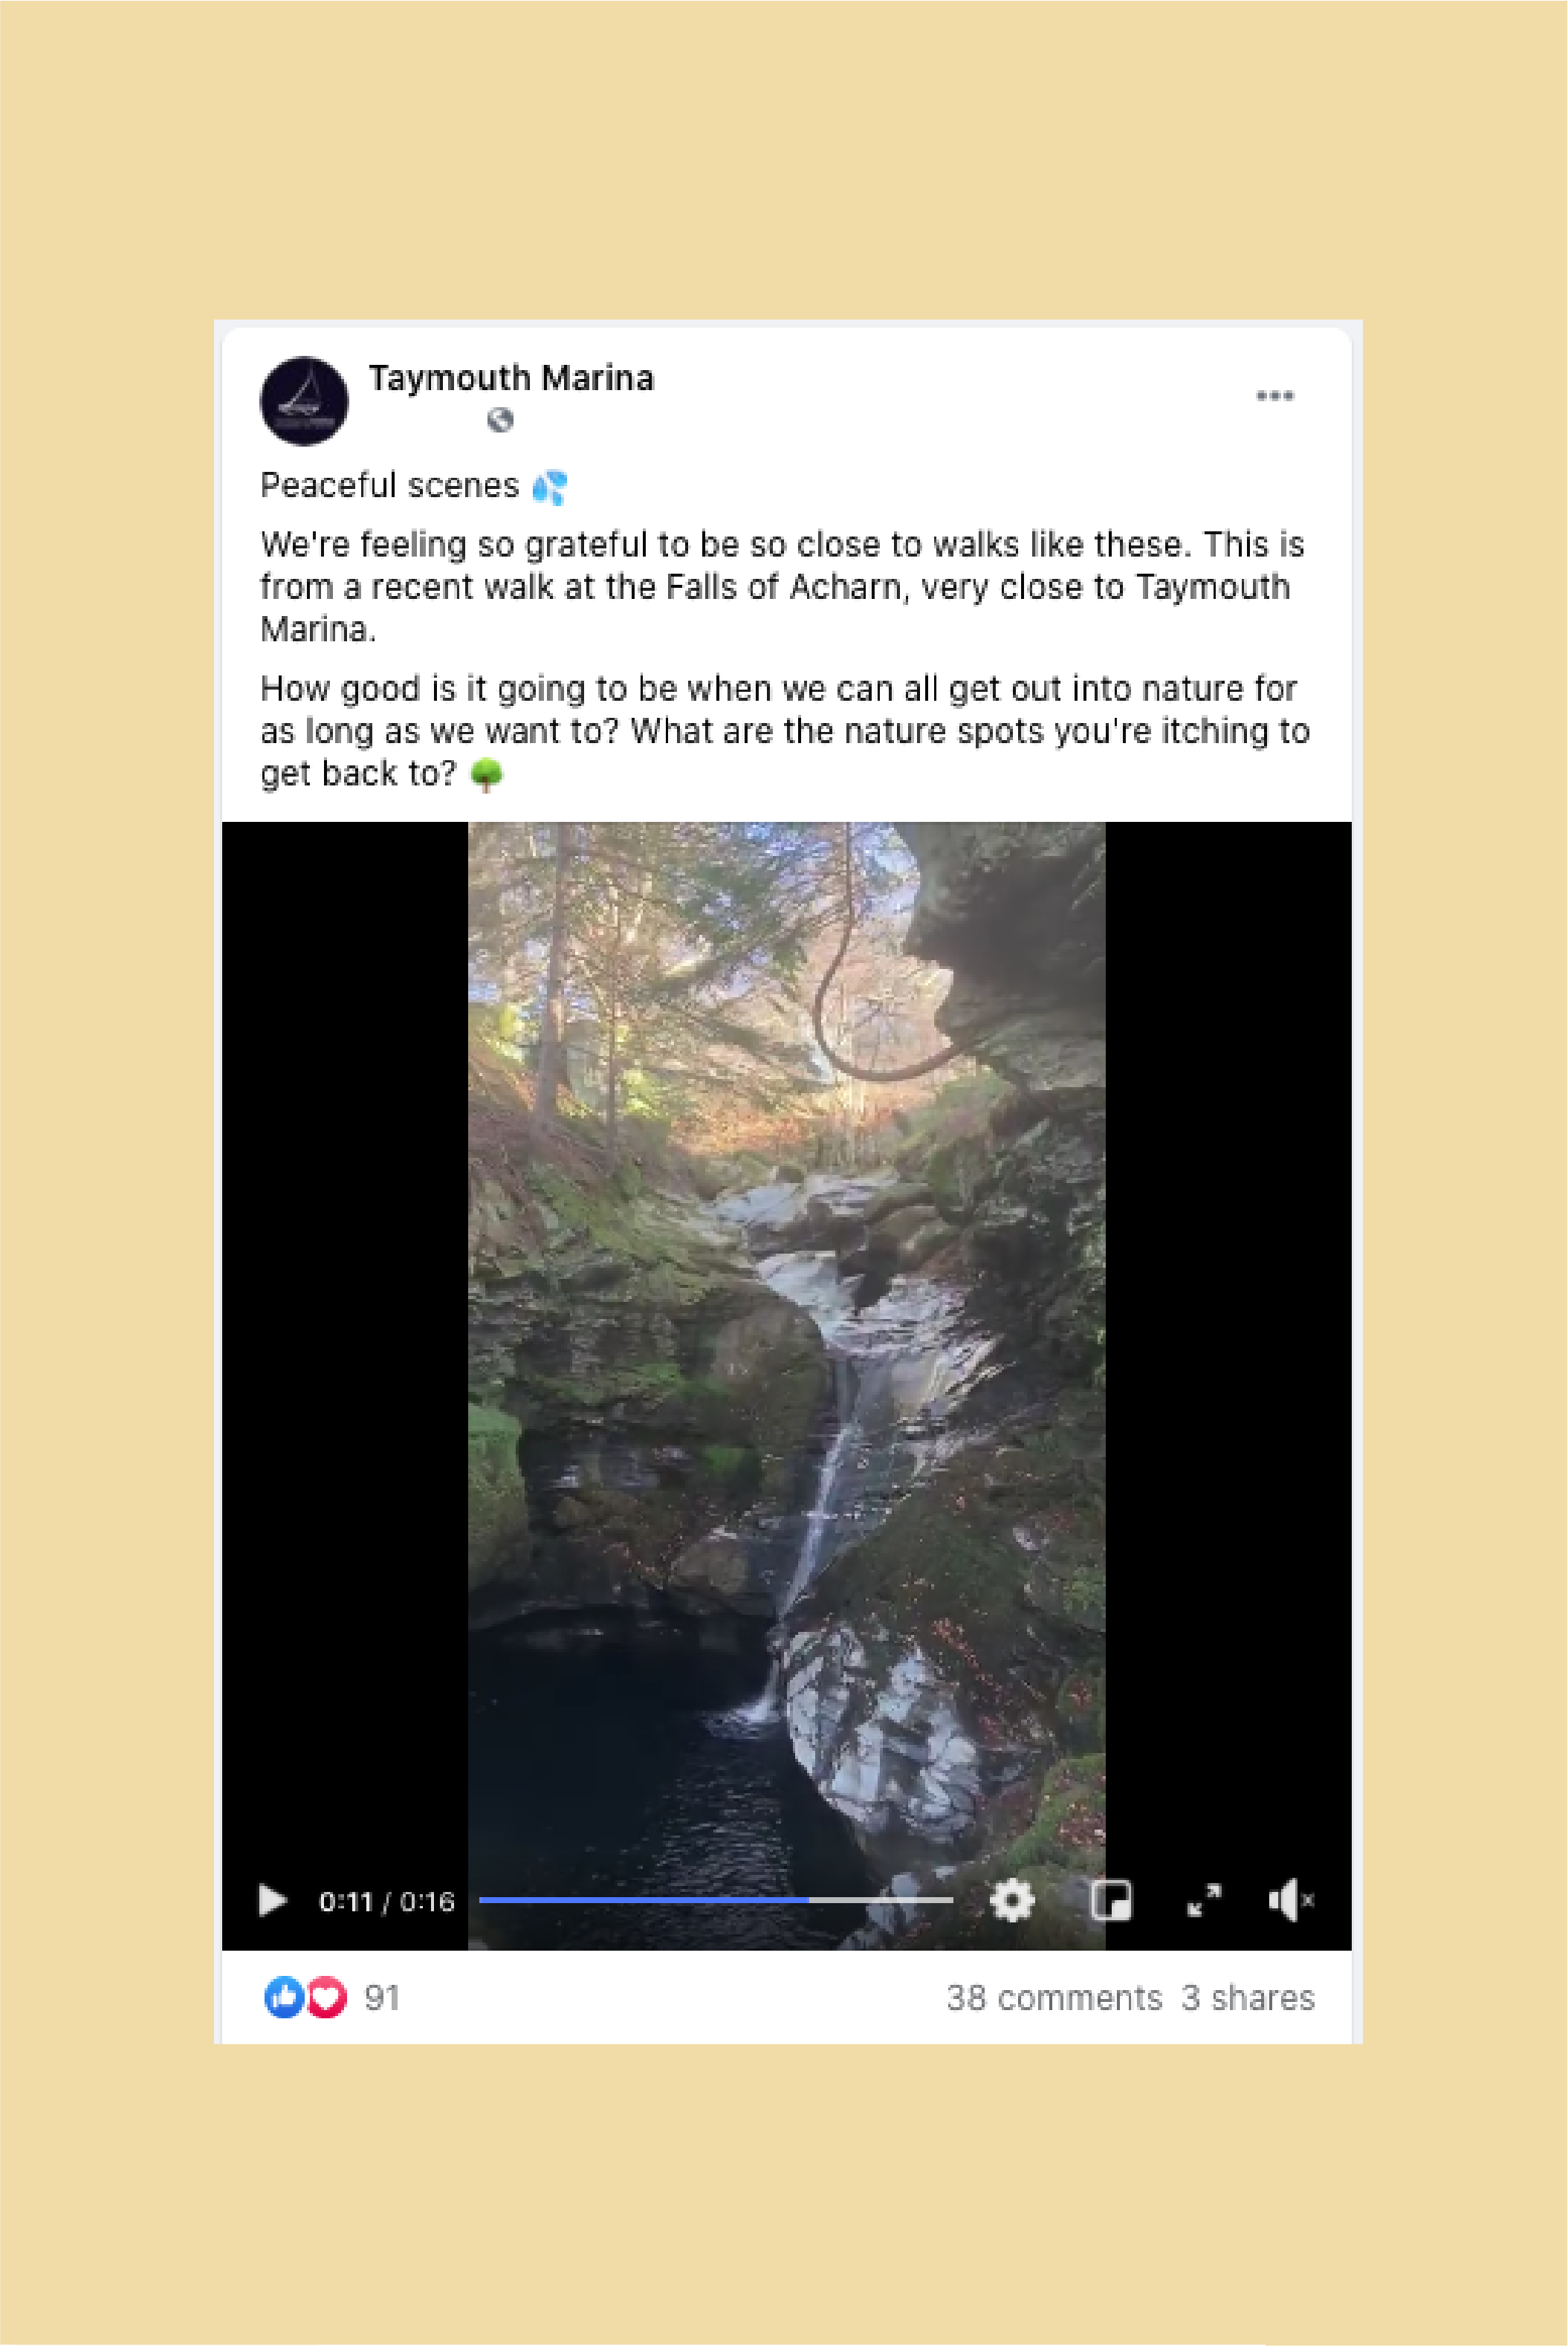 Taymouth Marina
Peaceful scenes 💦
We're feeling so grateful to be so close to walks like these. This is
from a recent walk at the Falls of Acharn, very close to Taymouth
Marina.
How good is it going to be when we can all get out into nature for
as long as we want to? What are the nature spots you're itching to
get back to? 🌳
0:11 / 0:16
91 38 comments 3 shares